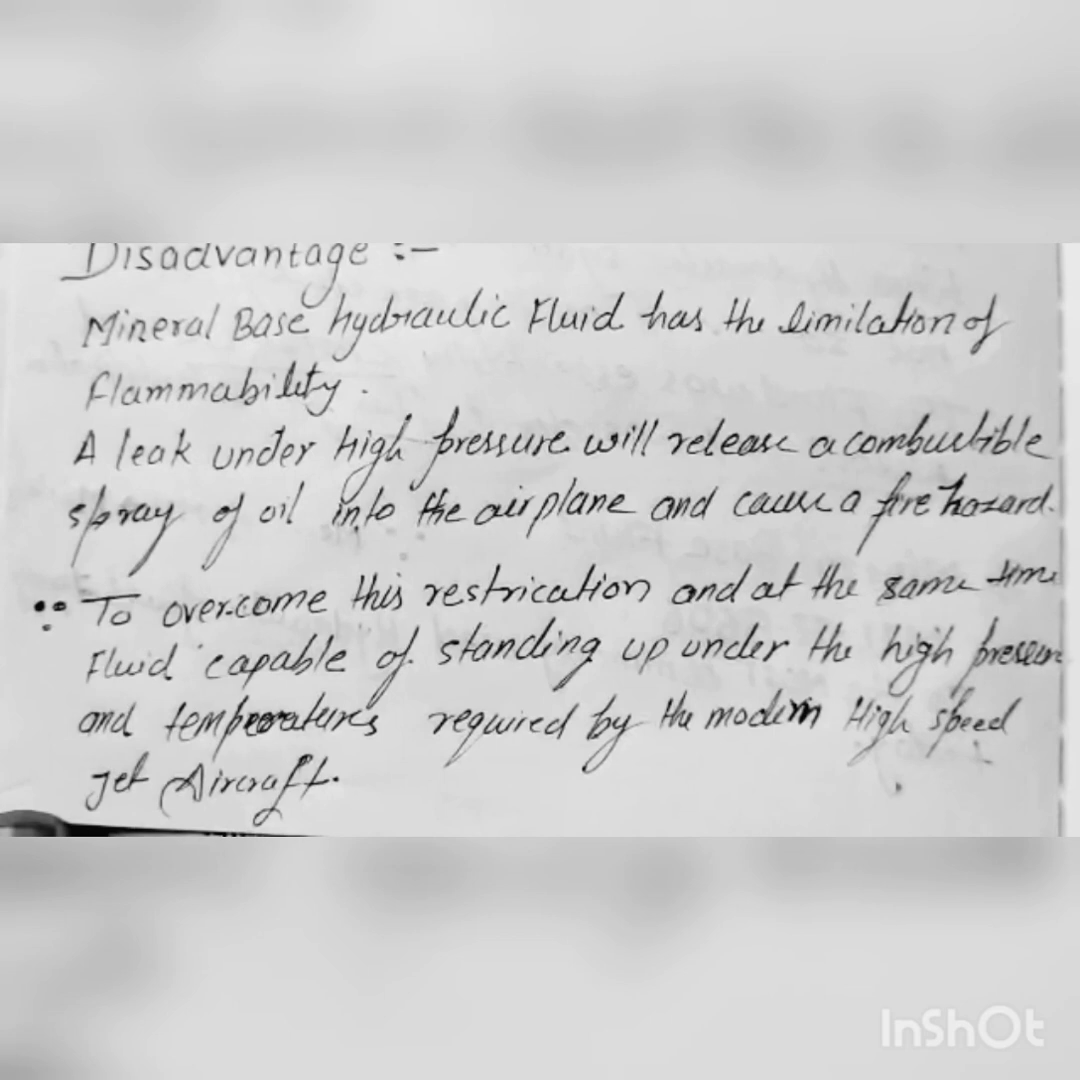 Disadvantage :-
Mineral Base hydraulic Fluid has the limilation of
flammability.
A leak under High pressure will release a combustible
spray of oil into the airplane and cause a fire hazard.
To overcome this restrication and at the same time
Fluid capable of standing up under the high pressure
and temperatures required by the modern High speed
jet Aircraft.
InShOt